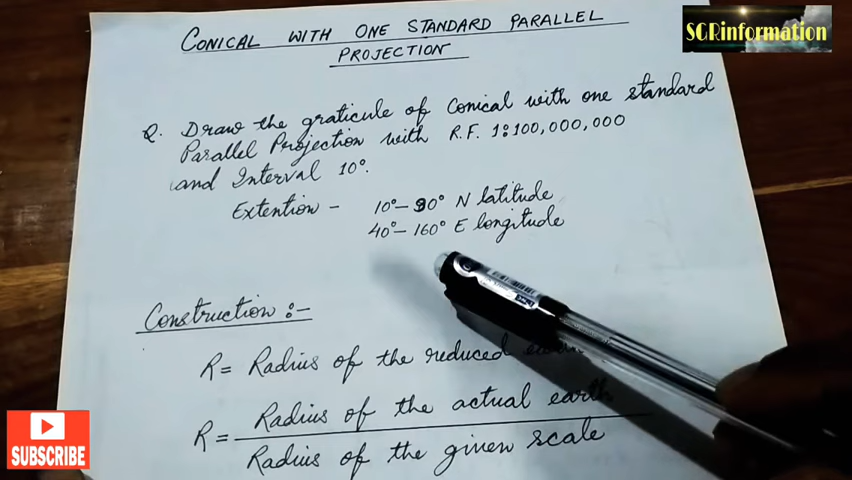 CONICAL WITH ONE STANDARD PARALLEL
PROJECTION
SCRinformation
Q. Draw the graticule of Conical with one standard
Parallel Projection with R.F. 1:100,000,000
and Interval 10°.
Extention - 10°- 90° N latitude
40°- 160° E longitude
Construction :-
R= Radius of the reduced
R= Radius of the actual earth
Radius of the given scale
SUBSCRIBE